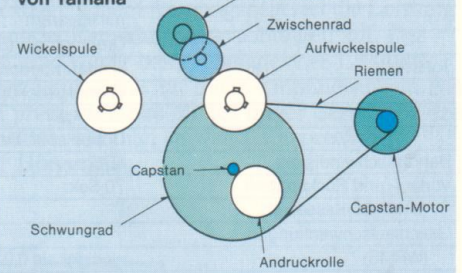 von Yamaha
Zwischenrad
Wickelspule
Aufwickelspule
Riemen
Capstan
Capstan-Motor
Schwungrad
Andruckrolle